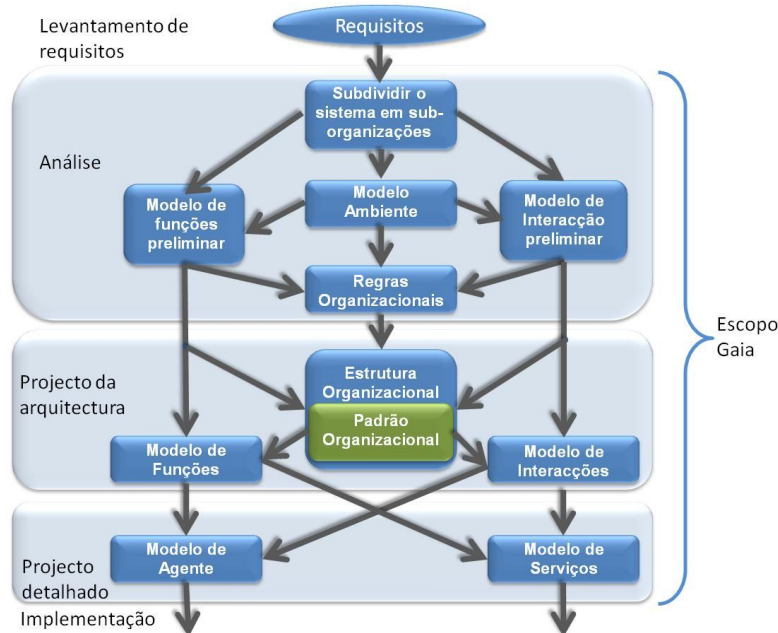 Levantamento de
requisitos
Requisitos
Subdividir o
sistema em sub-
organizações
Análise
Modelo de
funções
preliminar
Modelo
Ambiente
Modelo de
Interacção
preliminar
Regras
Organizacionais
Escopo
Gaia
Projecto da
arquitectura
Estrutura
Organizacional
Padrão
Organizacional
Modelo de
Funções
Modelo de
Interacções
Modelo de
Agente
Modelo de
Serviços
Projecto
detalhado
Implementação